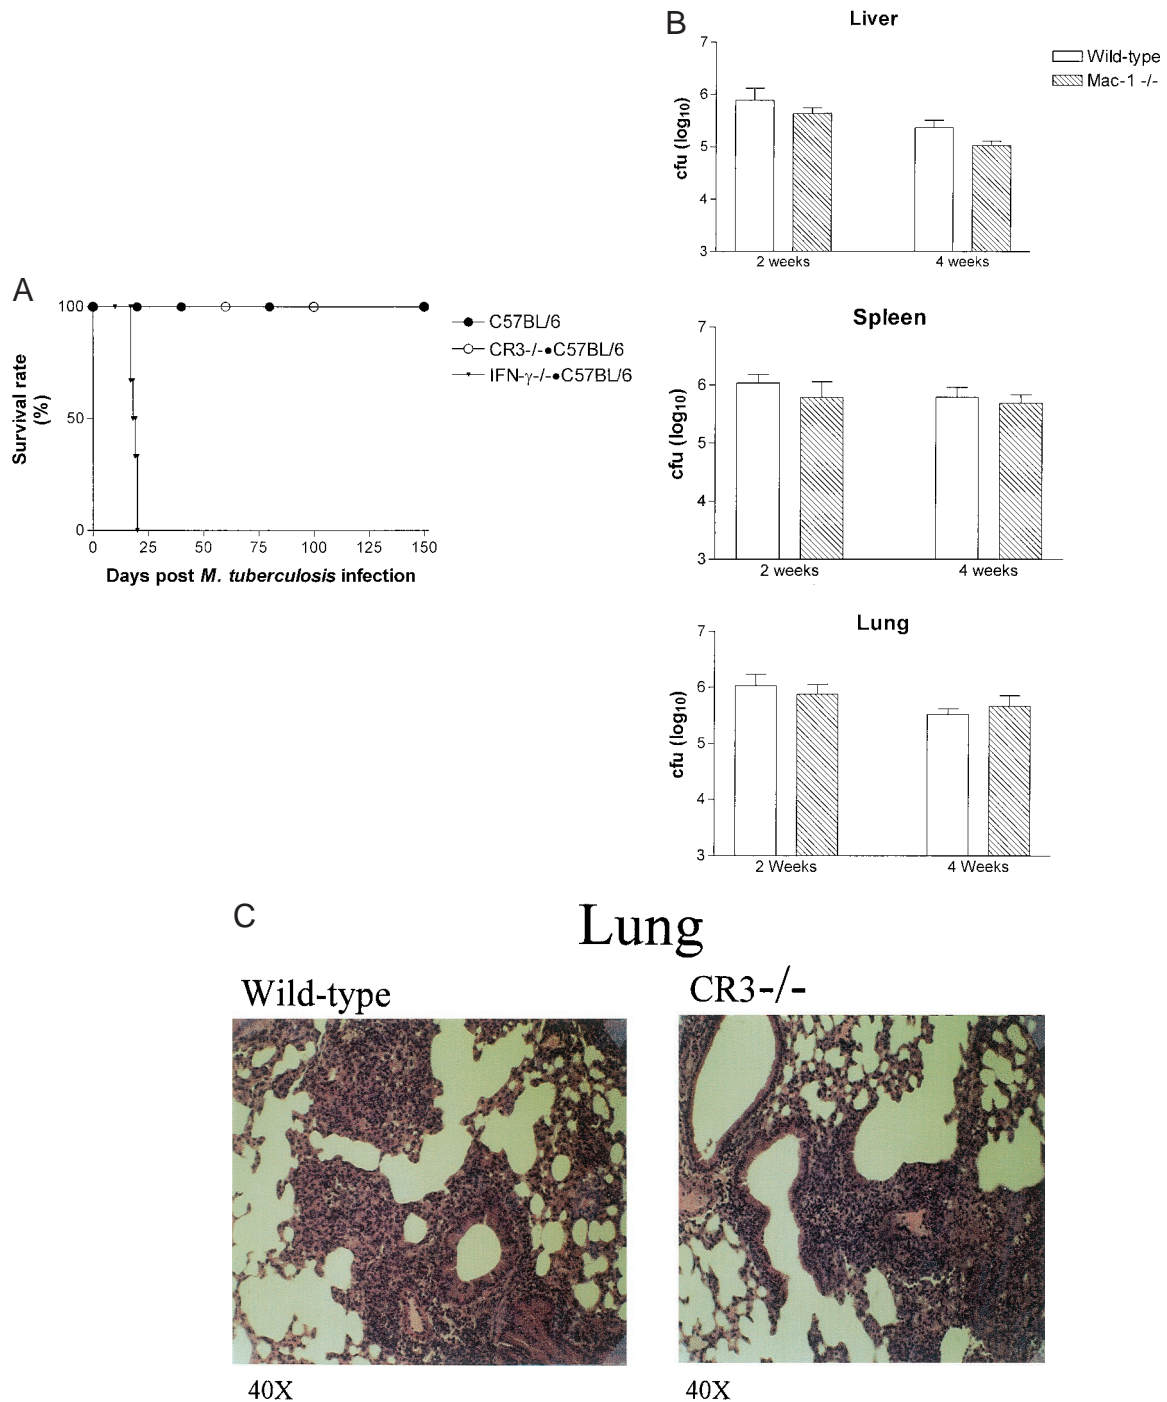 B
Liver
7
6
5
4
3
cfu (log10)
2 weeks
4 weeks
Wild-type
Mac-1 -/-
A
100
50
0
Survival rate
(%)
0 25 50 75 100 125 150
Days post M. tuberculosis infection
C57BL/6
CR3-/-•C57BL/6
IFN-γ-/-•C57BL/6
Spleen
7
6
5
4
3
cfu (log10)
2 weeks
4 weeks
Lung
7
6
5
4
3
cfu (log10)
2 Weeks
4 Weeks
C
Lung
Wild-type
CR3-/-
40X
40X